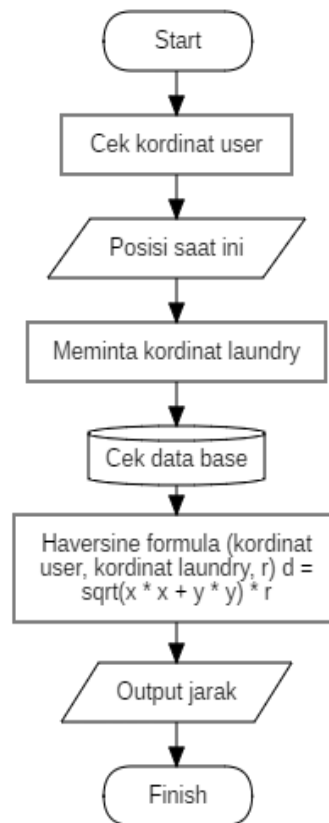 Start
Cek kordinat user
Posisi saat ini
Meminta kordinat laundry
Cek data base
Haversine formula (kordinat
user, kordinat laundry, r) d =
sqrt(x * x + y * y) * r
Output jarak
Finish